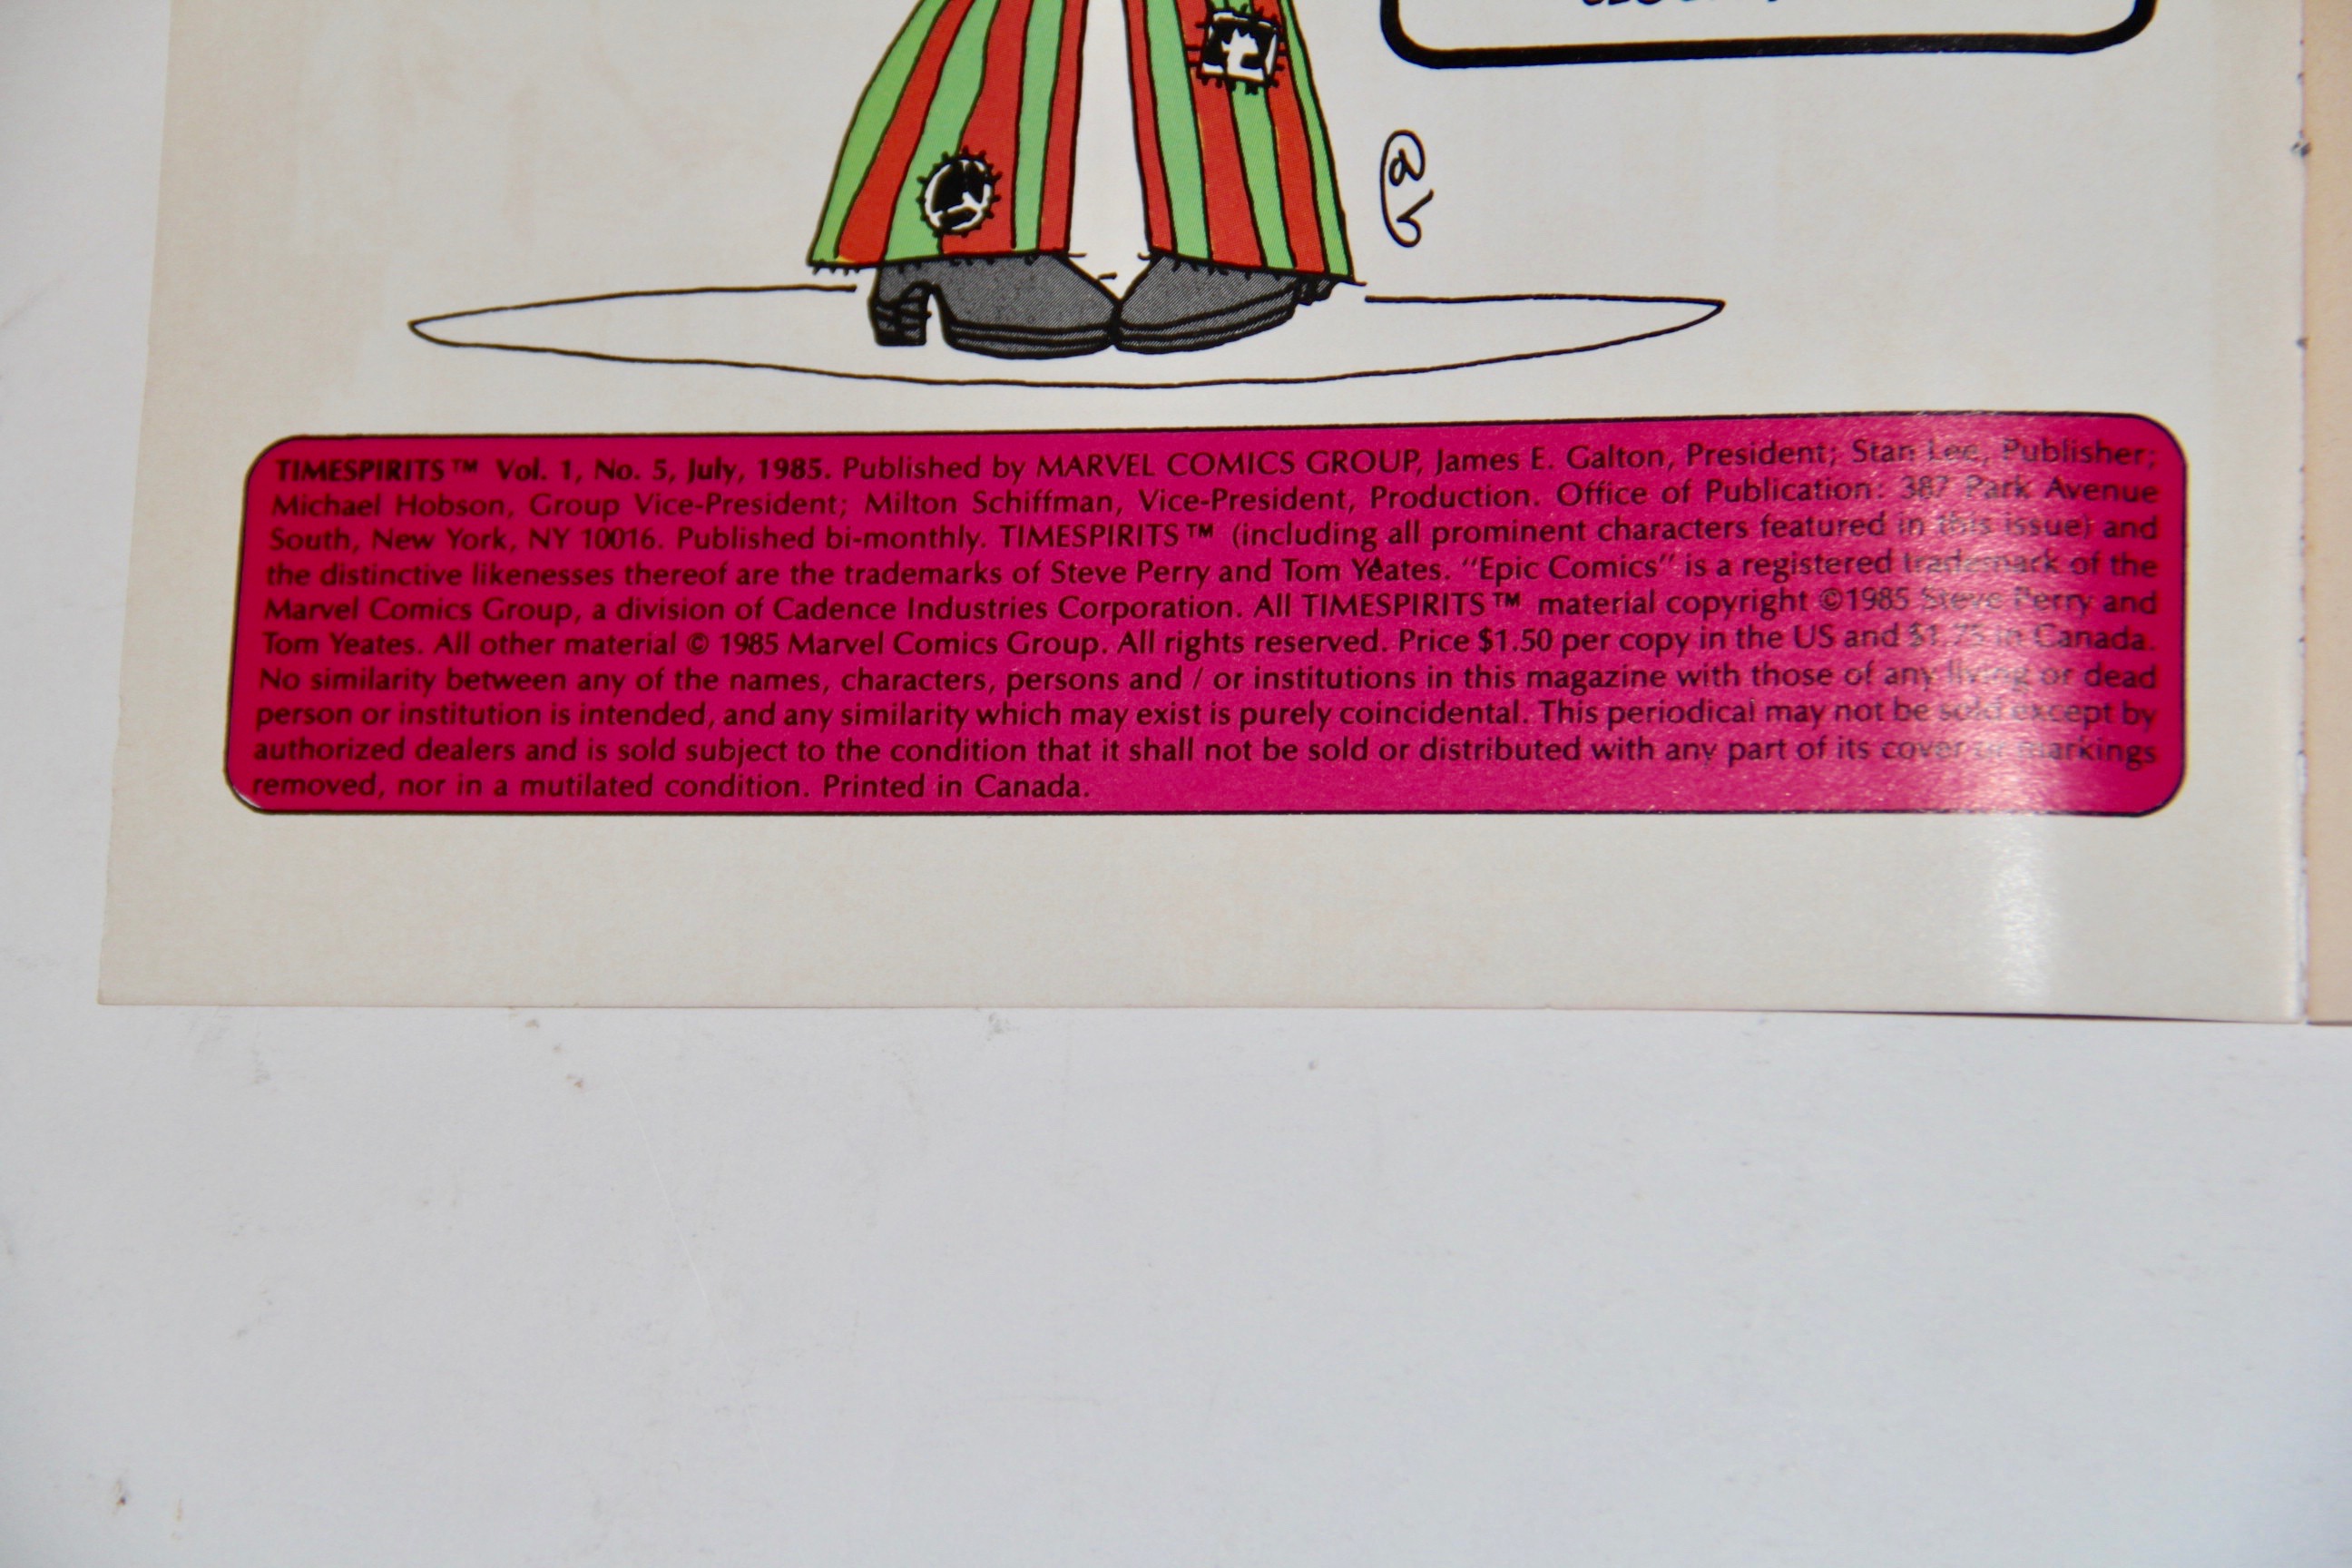 TIMESPIRITS™ Vol. 1, No. 5, July, 1985. Published by MARVEL COMICS GROUP, James E. Galton, President; Stan Lee, Publisher;
Michael Hobson, Group Vice-President; Milton Schiffman, Vice-President, Production. Office of Publication: 387 Park Avenue
South, New York, NY 10016. Published bi-monthly. TIMESPIRITS™ (including all prominent characters featured in this issue) and
the distinctive likenesses thereof are the trademarks of Steve Perry and Tom Yeates. "Epic Comics" is a registered trademark of the
Marvel Comics Group, a division of Cadence Industries Corporation. All TIMESPIRITS™ material copyright ©1985 Steve Perry and
Tom Yeates. All other material © 1985 Marvel Comics Group. All rights reserved. Price $1.50 per copy in the US and $1.75 in Canada.
No similarity between any of the names, characters, persons and / or institutions in this magazine with those of any living or dead
person or institution is intended, and any similarity which may exist is purely coincidental. This periodical may not be sold except by
authorized dealers and is sold subject to the condition that it shall not be sold or distributed with any part of its cover or markings
removed, nor in a mutilated condition. Printed in Canada.